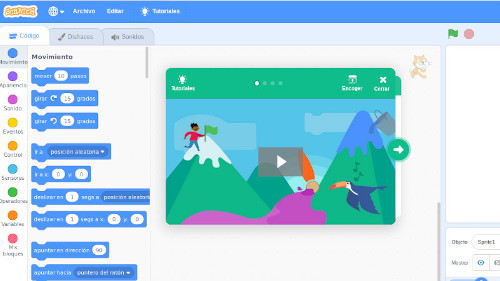 SCRATCH
Archivo Editar Tutoriales
Código Disfraces Sonidos
Movimiento
Apariencia
Sonido
Eventos
Control
Sensores
Operadores
Variables
Mis bloques
Movimiento
mover 10 pasos
girar 15 grados
girar 15 grados
ir a posición aleatoria
ir a x: 0 y: 0
deslizar en 1 segs a posición aleatoria
deslizar en 1 segs a x: 0 y: 0
apuntar en dirección 90
apuntar hacia puntero del ratón
Tutoriales
Encoger
Cerrar
Objeto Sprite1
Mostrar